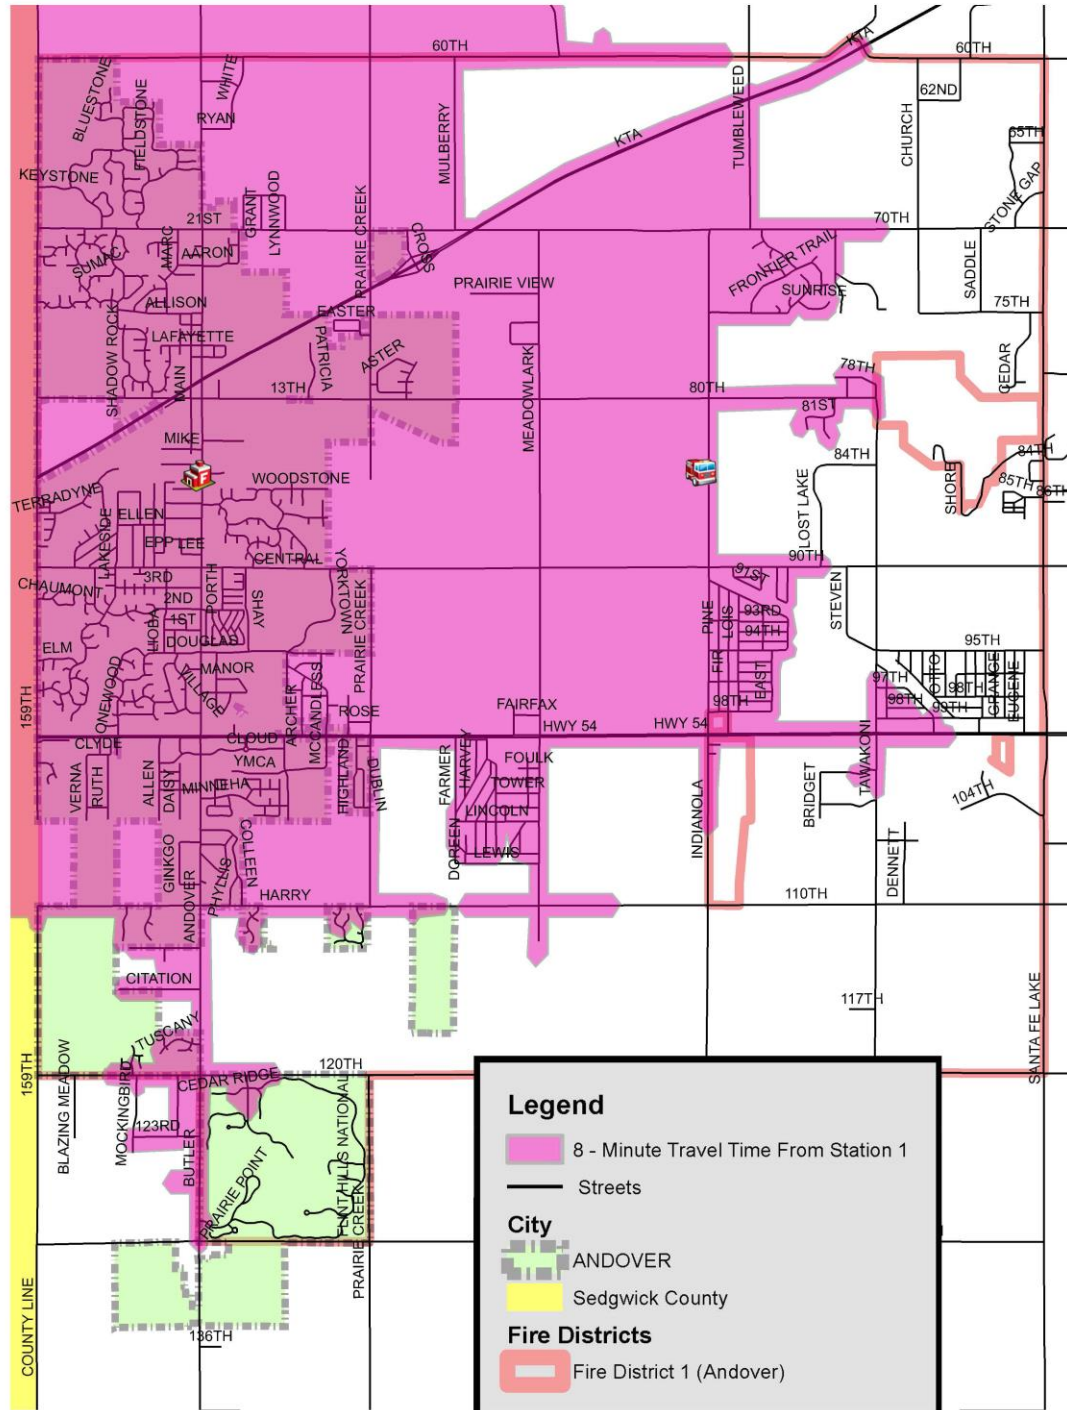 60TH
KTA
60TH
WHITE
BLUESTONE
FIELDSTONE
RYAN
MULBERRY
TUMBLEWEED
62ND
CHURCH
KTA
65TH
KEYSTONE
GRANT
LYNNWOOD
PRAIRIE CREEK
STONE GAP
21ST
70TH
MARC
AARON
CROSS
SUMAC
FRONTIER TRAIL
SADDLE
PRAIRIE VIEW
SUNRISE
ALLISON
75TH
EASTER
SHADOW ROCK
LAFAYETTE
PATRICIA
ASTER
MEADOWLARK
CEDAR
MAIN
13TH
80TH
78TH
81ST
MIKE
84TH
84TH
F
WOODSTONE
TERRADYNE
LOST LAKE
SHORE
85TH
86TH
LAKESIDE
ELLEN
EPP
LEE
CENTRAL
90TH
YORKTOWN
CHAUMONT
3RD
PORTH
2ND
SHAY
PRAIRIE CREEK
91ST
STEVEN
LIOBA
1ST
PINE
LOIS
93RD
DOUGLAS
94TH
ELM
95TH
MANOR
FIR
EAST
97TH
OTTO
98TH
GRANGE
EUGENE
159TH
ONEWOOD
VILLAGE
ARCHER
MCCANDLESS
98TH
98TH
99TH
ROSE
FAIRFAX
HWY 54
HWY 54
CLYDE
CLOUD
YMCA
FOULK
VERNA
RUTH
ALLEN
DAISY
MINNEHA
HIGHLAND
DUBLIN
FARMER
HARVEY
TOWER
BRIDGET
TAWAKONI
104TH
LINCOLN
INDIANOLA
GINKGO
PHYLLIS
COLLEEN
DOREEN
LEWIS
DENNETT
ANDOVER
HARRY
110TH
CITATION
117TH
SANTA FE LAKE
TUSCANY
159TH
120TH
BLAZING MEADOW
MOCKINGBIRD
CEDAR RIDGE
123RD
BUTLER
PRAIRIE POINT
FLINT HILLS NATIONAL
PRAIRIE CREEK
COUNTY LINE
136TH
Legend
8 - Minute Travel Time From Station 1
Streets
City
ANDOVER
Sedgwick County
Fire Districts
Fire District 1 (Andover)